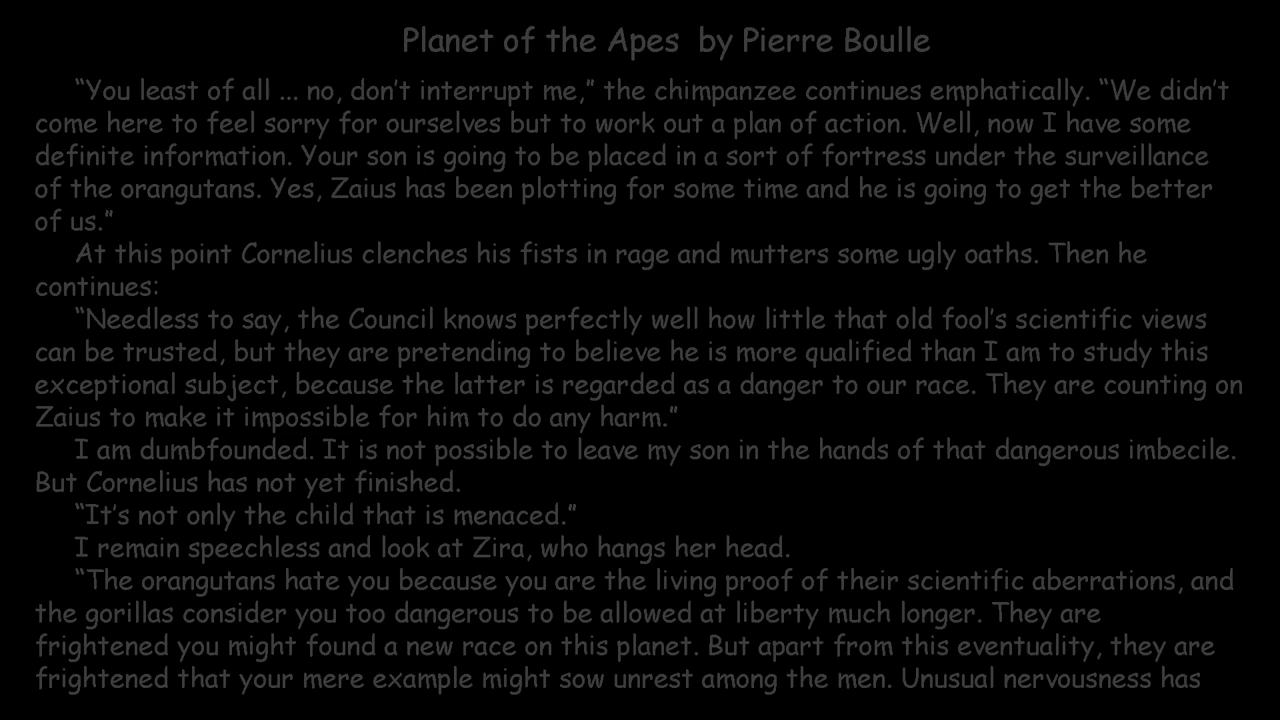 Planet of the Apes  by Pierre Boulle
“You least of all ... no, don’t interrupt me,” the chimpanzee continues emphatically. “We didn’t
come here to feel sorry for ourselves but to work out a plan of action. Well, now I have some
definite information. Your son is going to be placed in a sort of fortress under the surveillance
of the orangutans. Yes, Zaius has been plotting for some time and he is going to get the better
of us.”
At this point Cornelius clenches his fists in rage and mutters some ugly oaths. Then he
continues:
“Needless to say, the Council knows perfectly well how little that old fool’s scientific views
can be trusted, but they are pretending to believe he is more qualified than I am to study this
exceptional subject, because the latter is regarded as a danger to our race. They are counting on
Zaius to make it impossible for him to do any harm.”
I am dumbfounded. It is not possible to leave my son in the hands of that dangerous imbecile.
But Cornelius has not yet finished.
“It’s not only the child that is menaced.”
I remain speechless and look at Zira, who hangs her head.
“The orangutans hate you because you are the living proof of their scientific aberrations, and
the gorillas consider you too dangerous to be allowed at liberty much longer. They are
frightened you might found a new race on this planet. But apart from this eventuality, they are
frightened that your mere example might sow unrest among the men. Unusual nervousness has